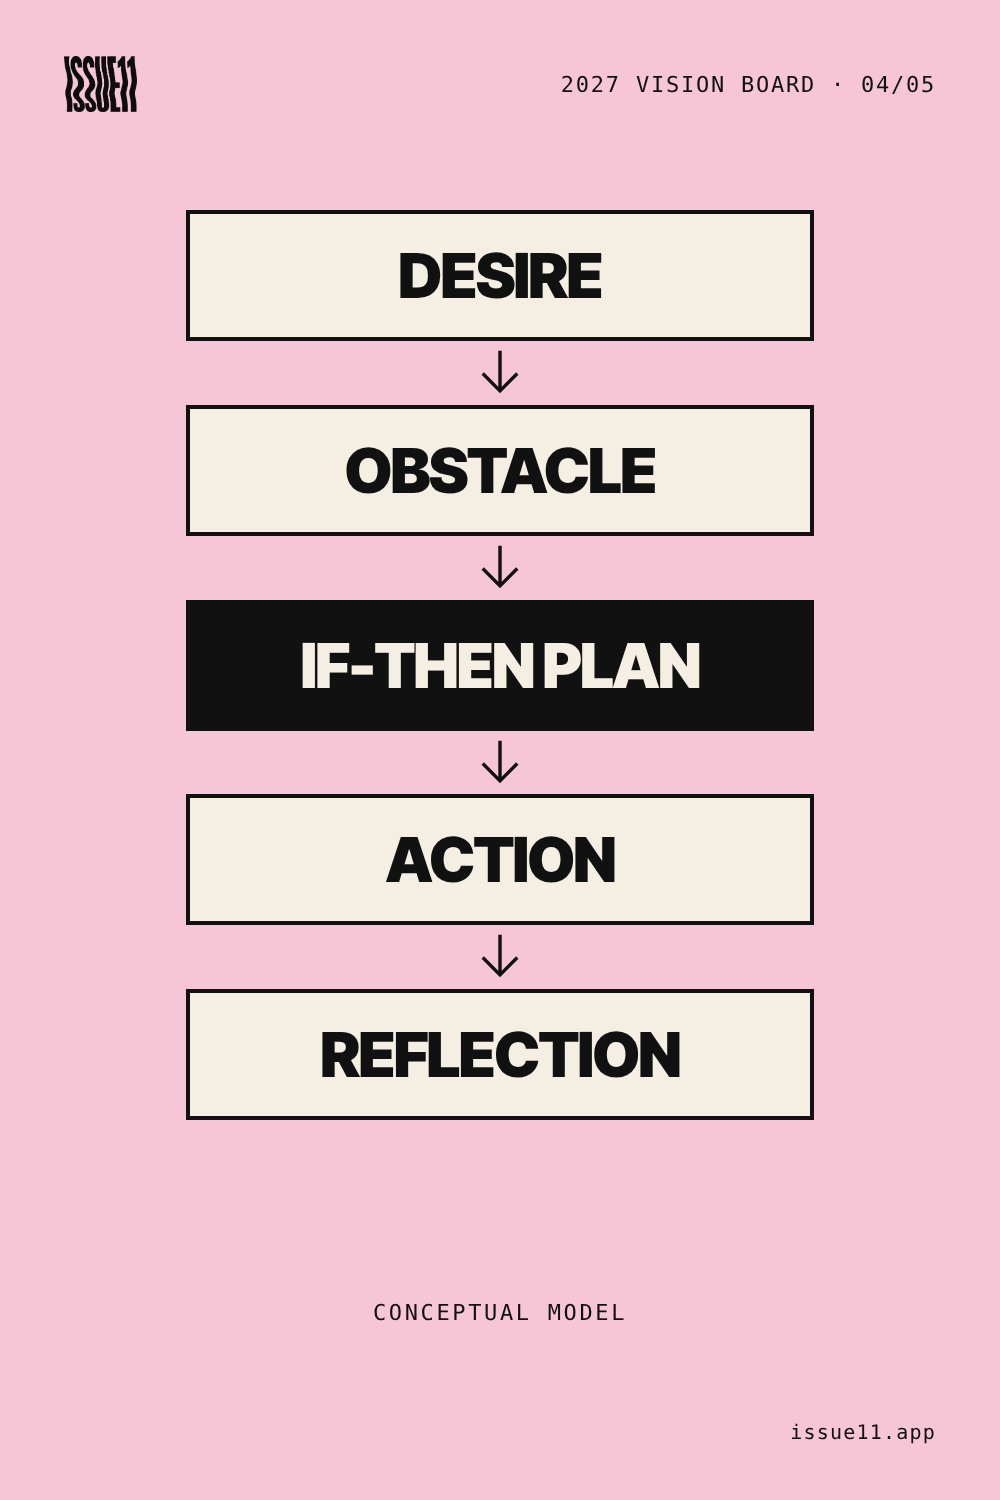 ISSUE11
2027 VISION BOARD · 04/05
DESIRE
OBSTACLE
IF-THEN PLAN
ACTION
REFLECTION
CONCEPTUAL MODEL
issue11.app